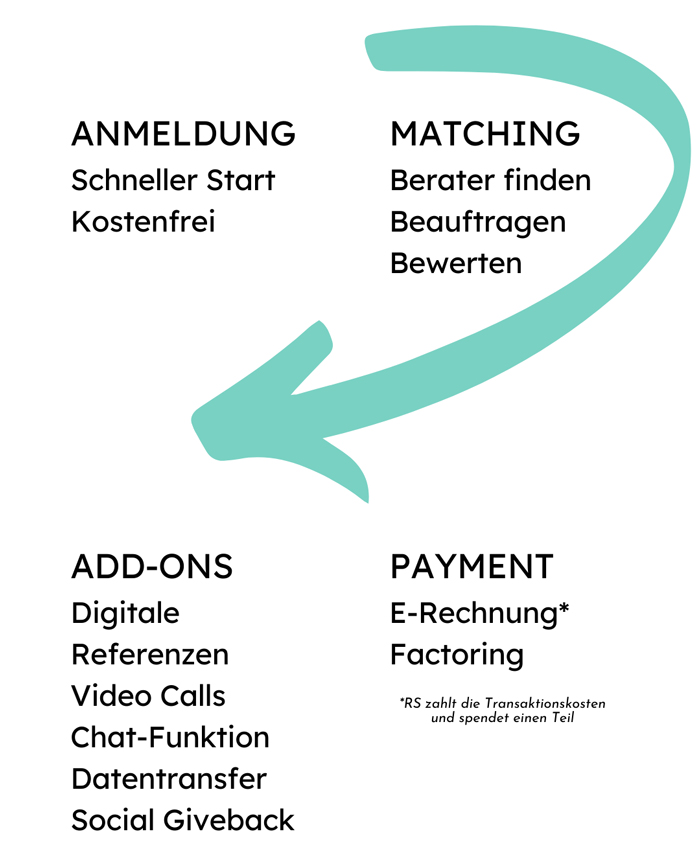 ANMELDUNG
Schneller Start
Kostenfrei
MATCHING
Berater finden
Beauftragen
Bewerten
ADD-ONS
Digitale
Referenzen
Video Calls
Chat-Funktion
Datentransfer
Social Giveback
PAYMENT
E-Rechnung*
Factoring
*RS zahlt die Transaktionskosten
und spendet einen Teil